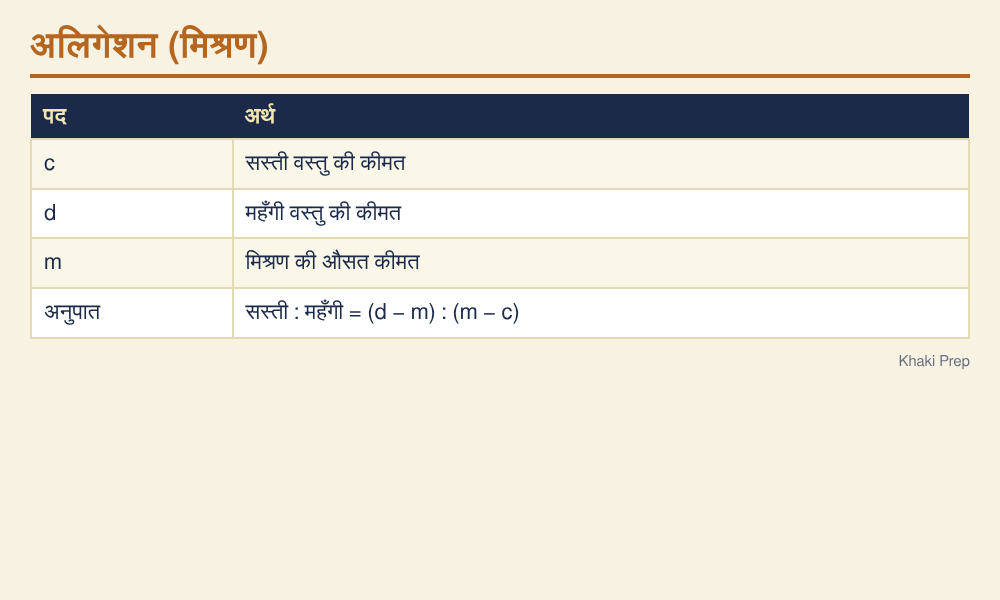 अलिगेशन (मिश्रण)
पद अर्थ
c सस्ती वस्तु की कीमत
d महँगी वस्तु की कीमत
m मिश्रण की औसत कीमत
अनुपात सस्ती : महँगी = (d – m) : (m – c)
Khaki Prep